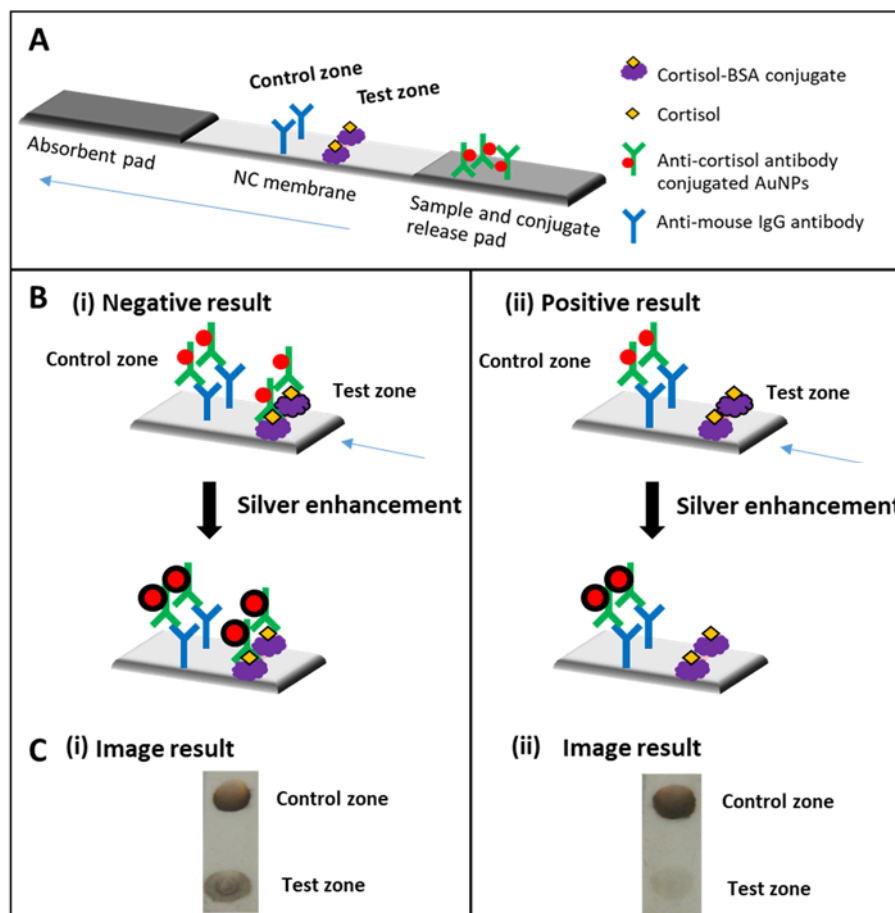 A
Control zone
Test zone
Absorbent pad
NC membrane
Sample and conjugate
release pad
Cortisol-BSA conjugate
Cortisol
Anti-cortisol antibody
conjugated AuNPs
Anti-mouse IgG antibody
B
(i) Negative result
Control zone
Test zone
Silver enhancement
(ii) Positive result
Control zone
Test zone
Silver enhancement
C
(i) Image result
Control zone
Test zone
(ii) Image result
Control zone
Test zone